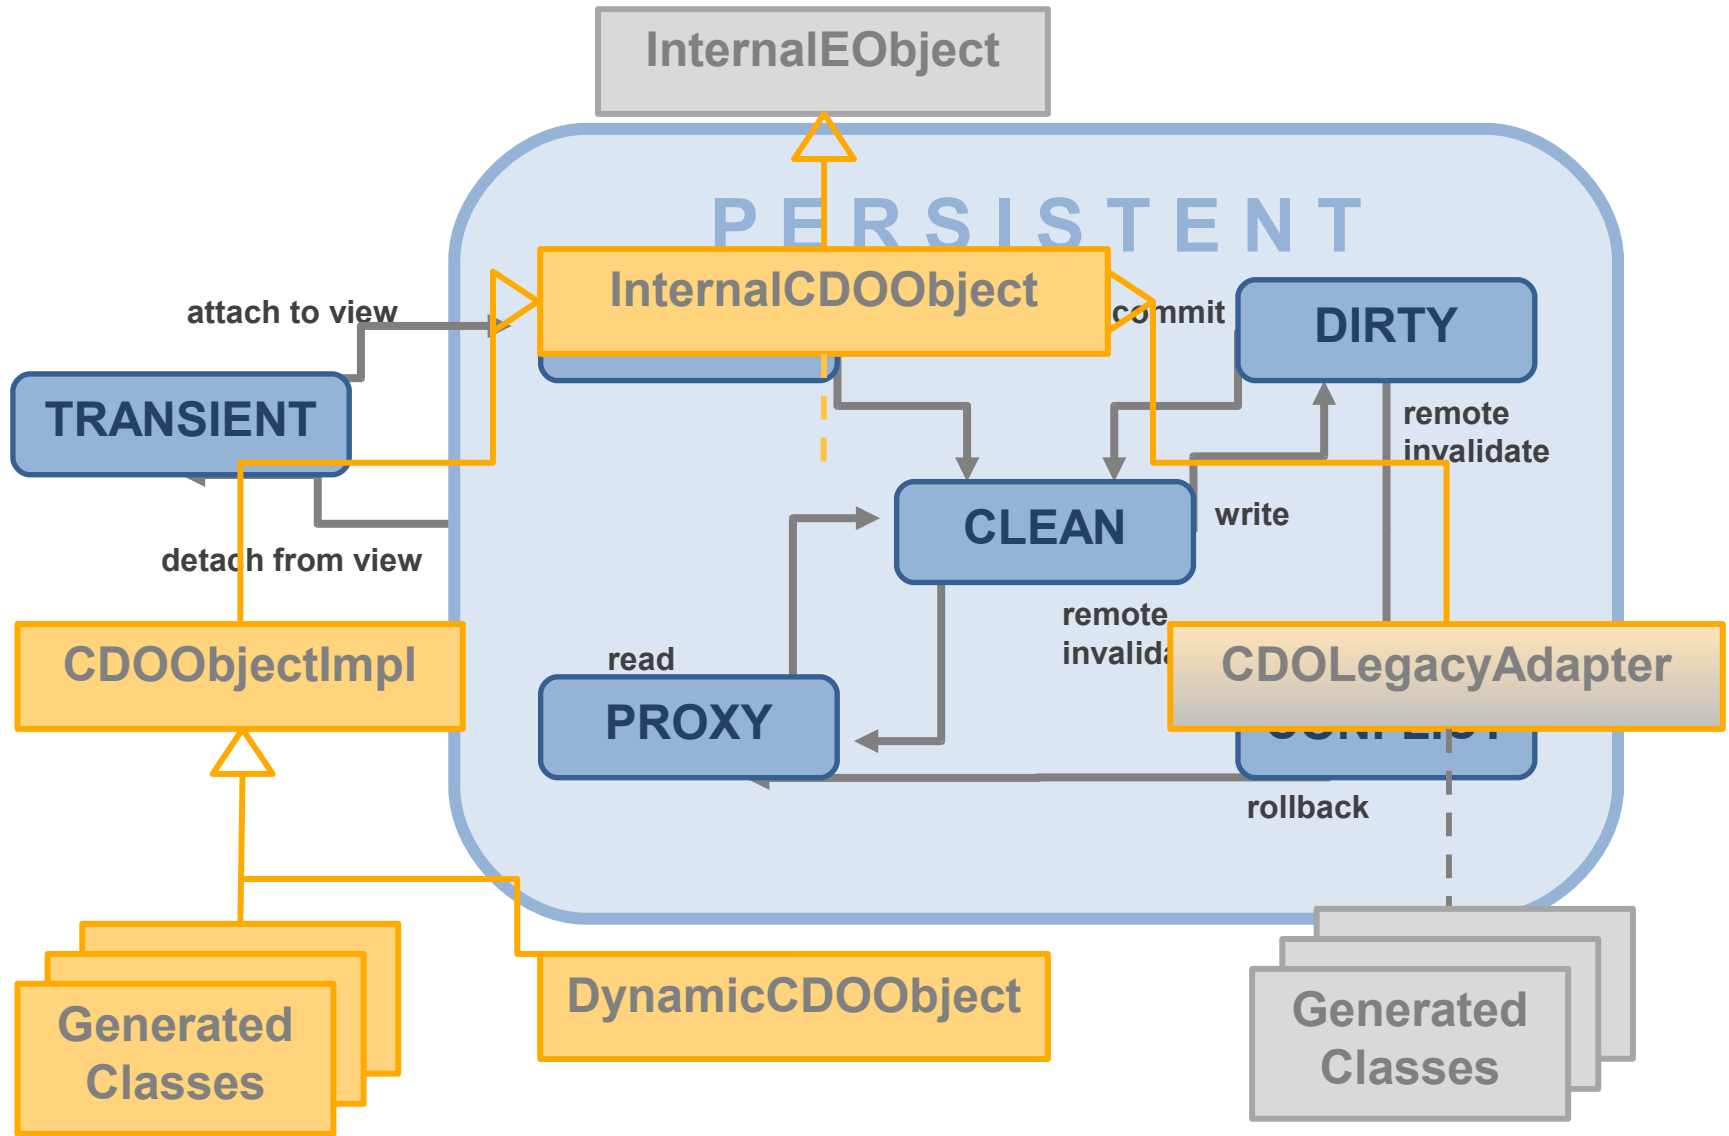 InternalEObject
PERSISTENT
InternalCDOObject
attach to view
commit
DIRTY
TRANSIENT
remote
invalidate
CLEAN
write
detach from view
remote
CDOObjectImpl
read
CDOLegacyAdapter
PROXY
rollback
DynamicCDOObject
Generated
Classes
Generated
Classes